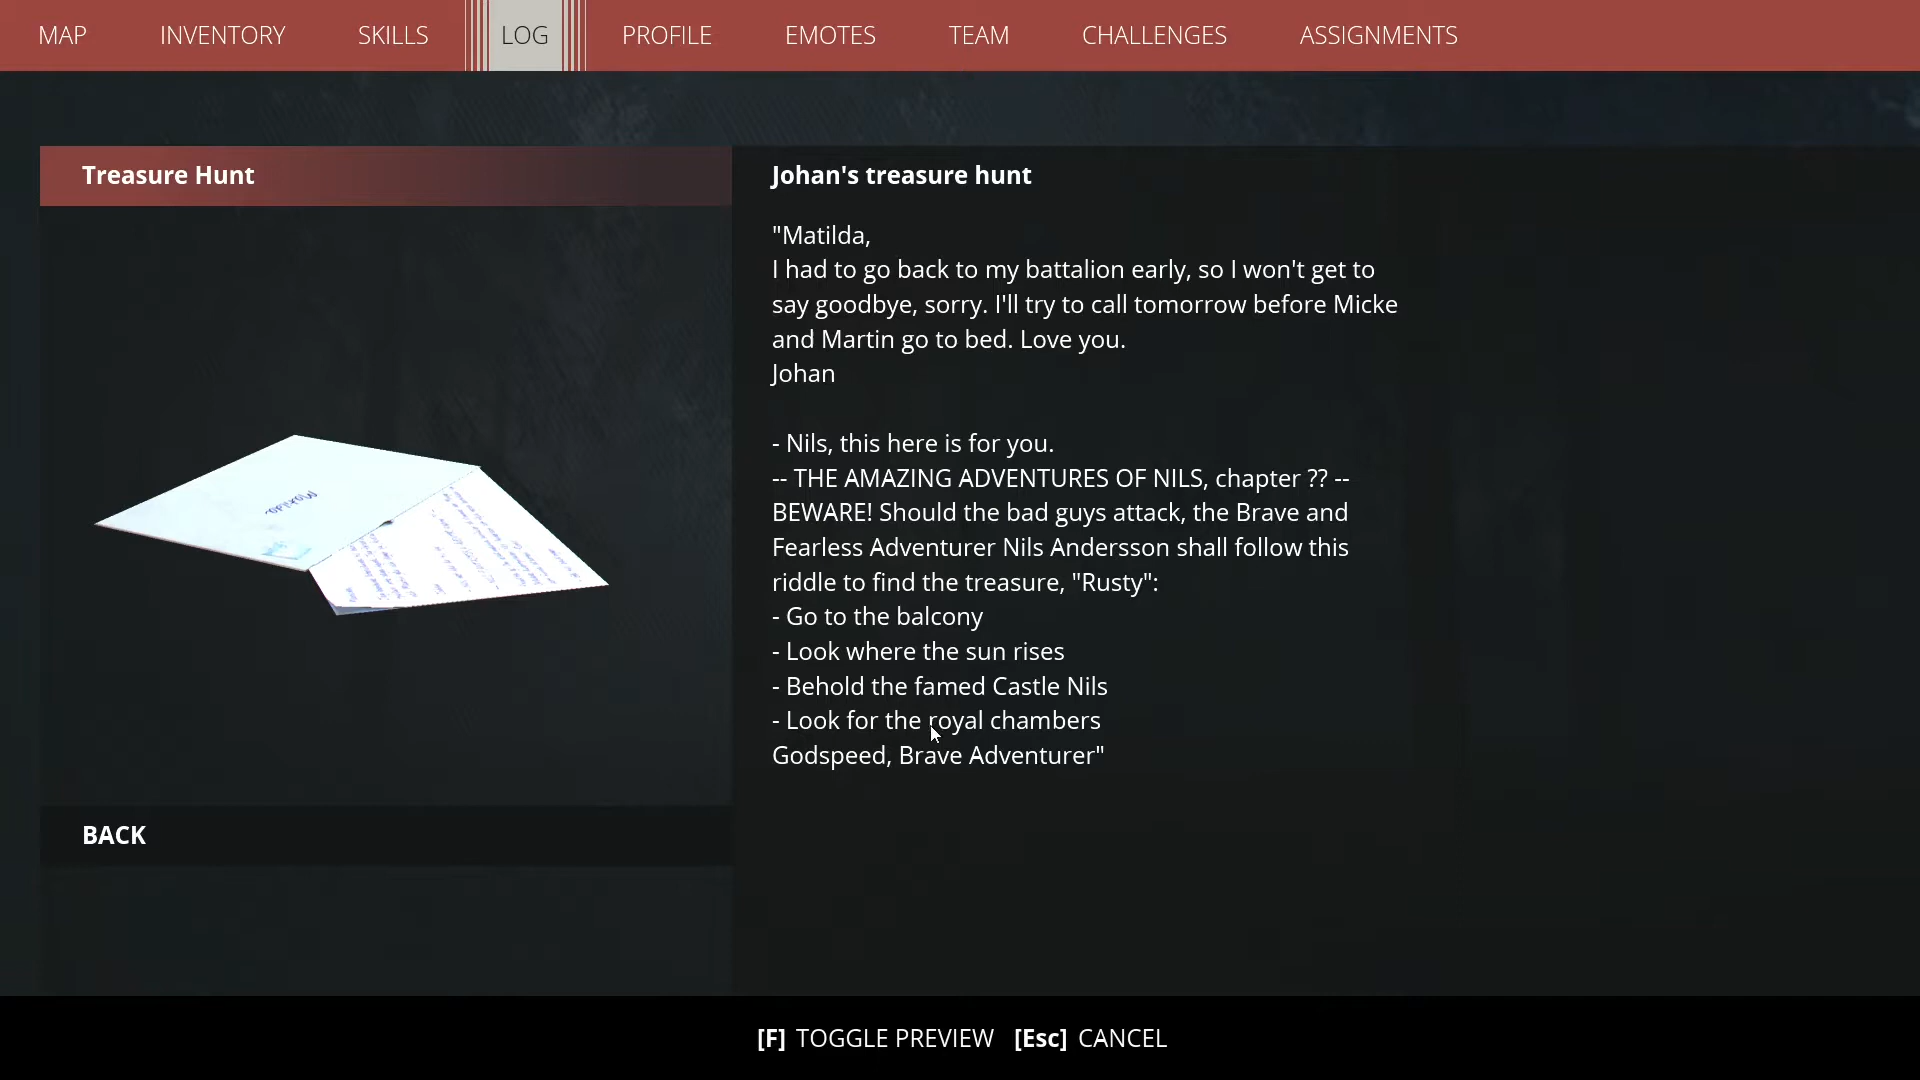 MAP INVENTORY SKILLS LOG PROFILE EMOTES TEAM CHALLENGES ASSIGNMENTS
Treasure Hunt
Johan's treasure hunt
"Matilda,
I had to go back to my battalion early, so I won't get to
say goodbye, sorry. I'll try to call tomorrow before Micke
and Martin go to bed. Love you.
Johan
- Nils, this here is for you.
-- THE AMAZING ADVENTURES OF NILS, chapter ?? --
BEWARE! Should the bad guys attack, the Brave and
Fearless Adventurer Nils Andersson shall follow this
riddle to find the treasure, "Rusty":
- Go to the balcony
- Look where the sun rises
- Behold the famed Castle Nils
- Look for the royal chambers
Godspeed, Brave Adventurer"
Matilda
BACK
[F] TOGGLE PREVIEW [Esc] CANCEL